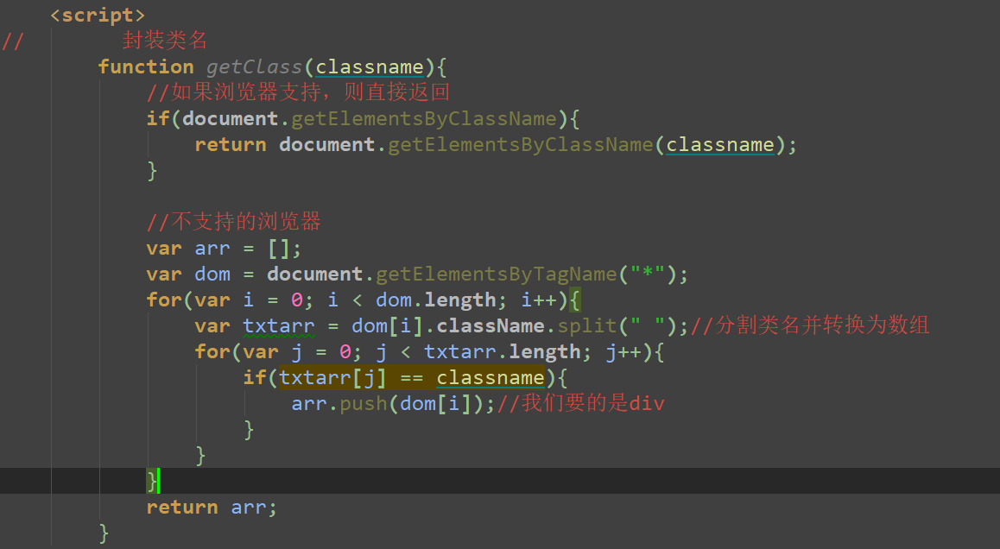 <script>
//        封装类名
    function getClass(classname){
        //如果浏览器支持，则直接返回
        if(document.getElementsByClassName){
            return document.getElementsByClassName(classname);
        }

        //不支持的浏览器
        var arr = [];
        var dom = document.getElementsByTagName("*");
        for(var i = 0; i < dom.length; i++){
            var txtarr = dom[i].className.split(" ");//分割类名并转换为数组
            for(var j = 0; j < txtarr.length; j++){
                if(txtarr[j] == classname){
                    arr.push(dom[i]);//我们要的是div
                }
            }
        }
        return arr;
    }